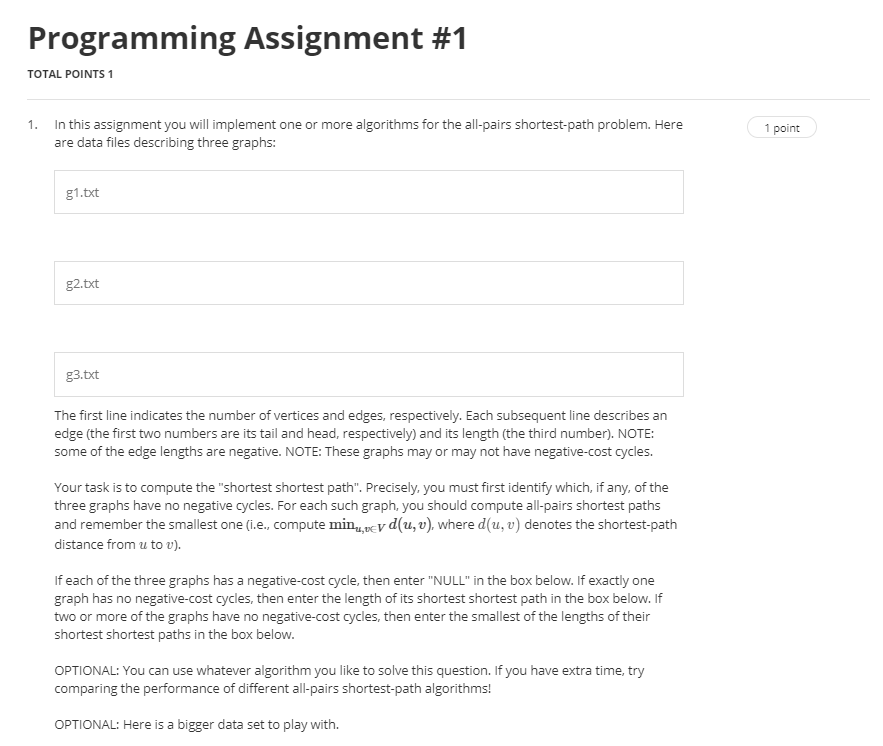 Programming Assignment #1
TOTAL POINTS 1
1. In this assignment you will implement one or more algorithms for the all-pairs shortest-path problem. Here
1 point
are data files describing three graphs:
g1.txt
g2.txt
g3.txt
The first line indicates the number of vertices and edges, respectively. Each subsequent line describes an
edge (the first two numbers are its tail and head, respectively) and its length (the third number). NOTE:
some of the edge lengths are negative. NOTE: These graphs may or may not have negative-cost cycles.
Your task is to compute the "shortest shortest path". Precisely, you must first identify which, if any, of the
three graphs have no negative cycles. For each such graph, you should compute all-pairs shortest paths
and remember the smallest one (i.e., compute min_{u,v∈V} d(u, v), where d(u, v) denotes the shortest-path
distance from u to v).
If each of the three graphs has a negative-cost cycle, then enter "NULL" in the box below. If exactly one
graph has no negative-cost cycles, then enter the length of its shortest shortest path in the box below. If
two or more of the graphs have no negative-cost cycles, then enter the smallest of the lengths of their
shortest shortest paths in the box below.
OPTIONAL: You can use whatever algorithm you like to solve this question. If you have extra time, try
comparing the performance of different all-pairs shortest-path algorithms!
OPTIONAL: Here is a bigger data set to play with.